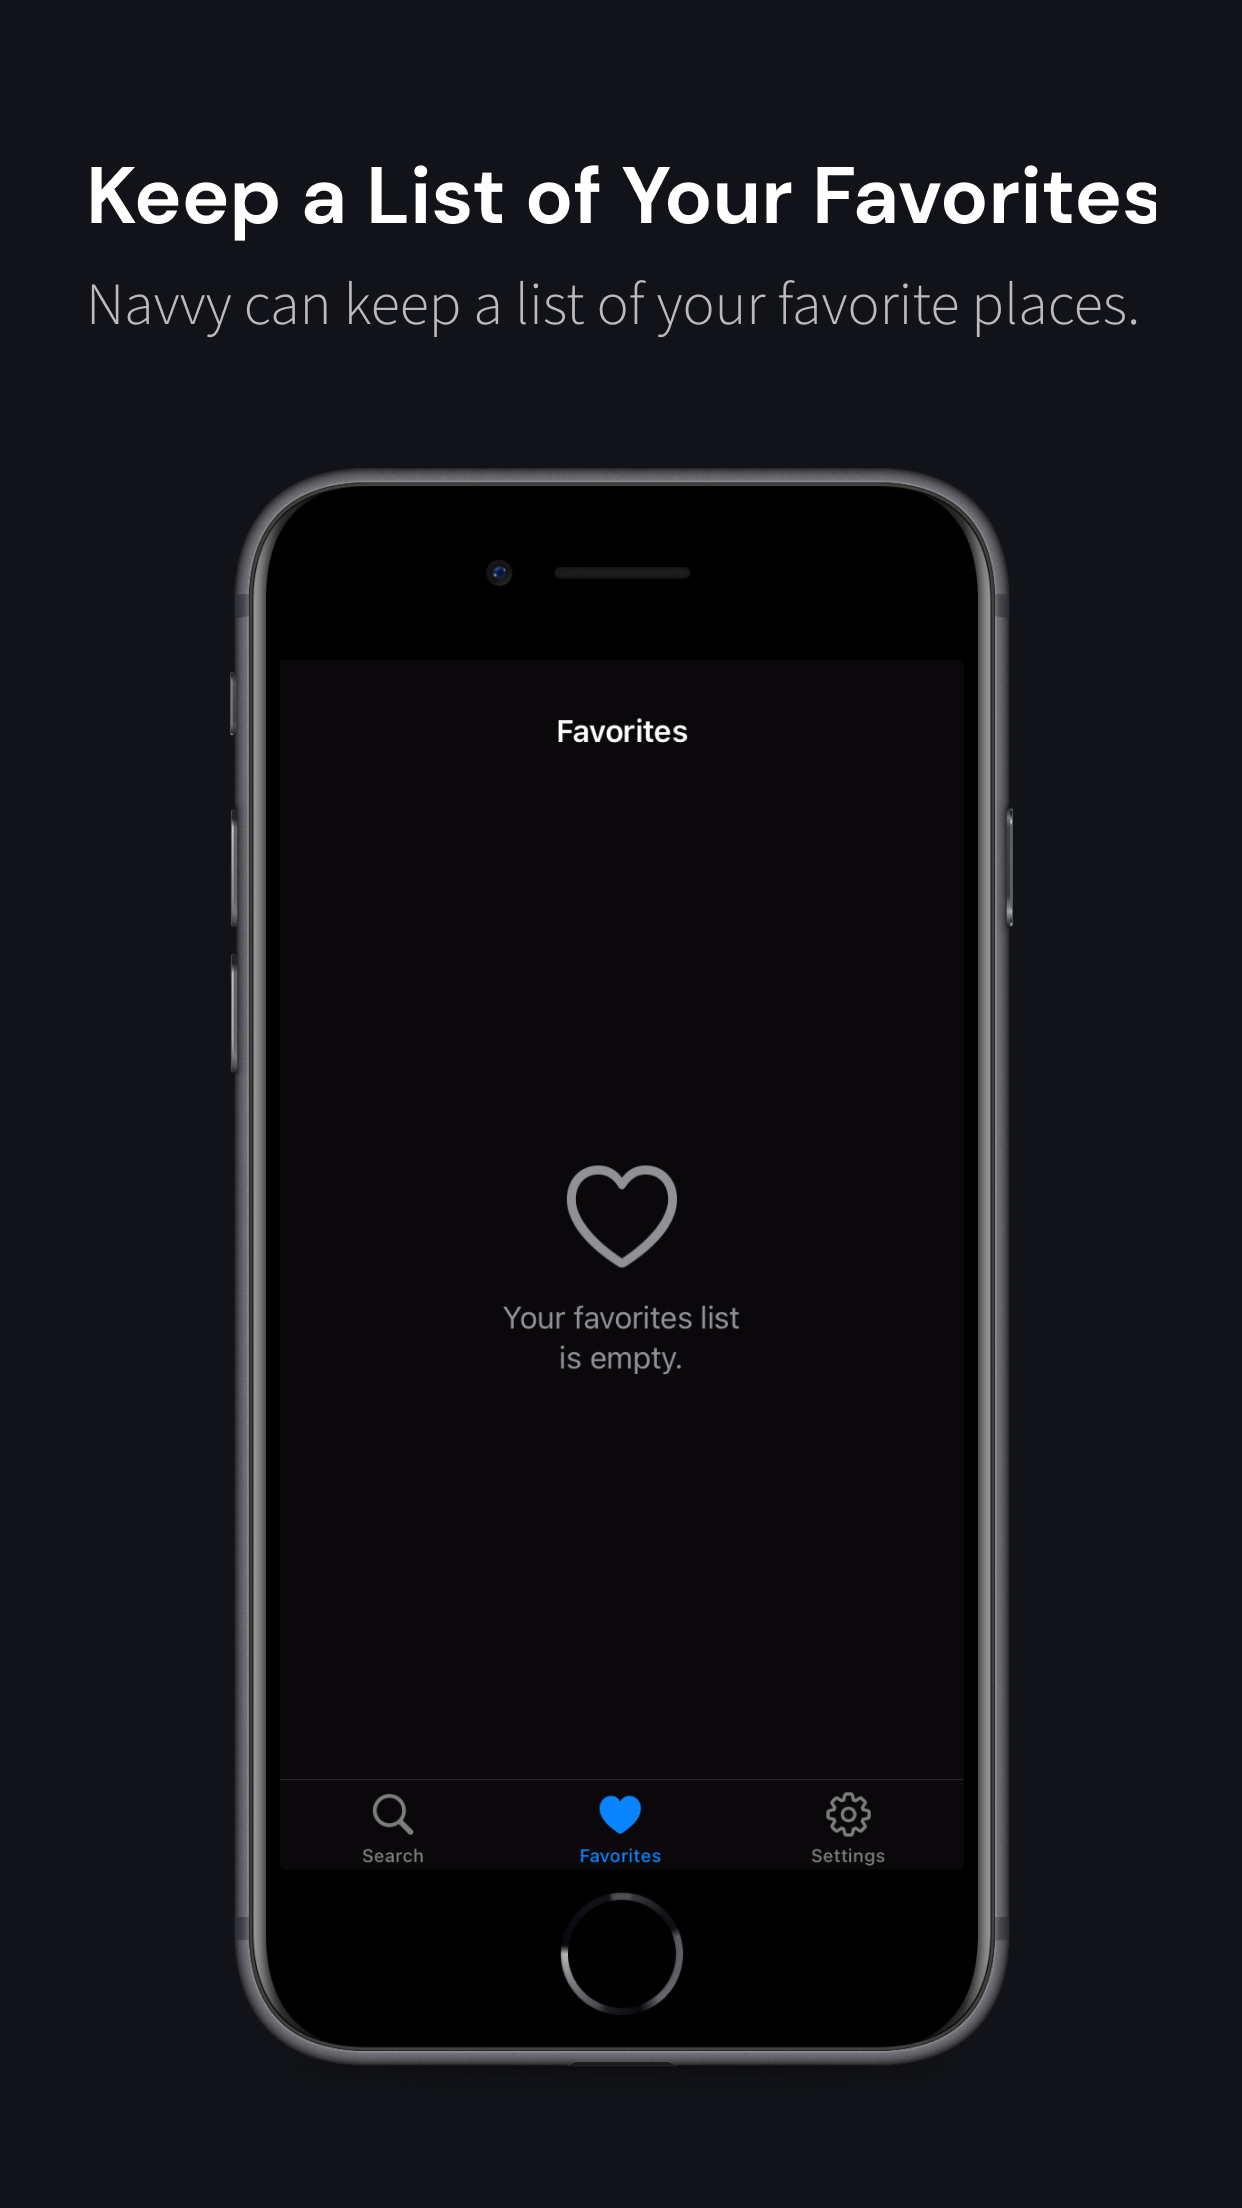 Keep a List of Your Favorites
Navvy can keep a list of your favorite places.
Favorites
Your favorites list
is empty.
Search
Favorites
Settings